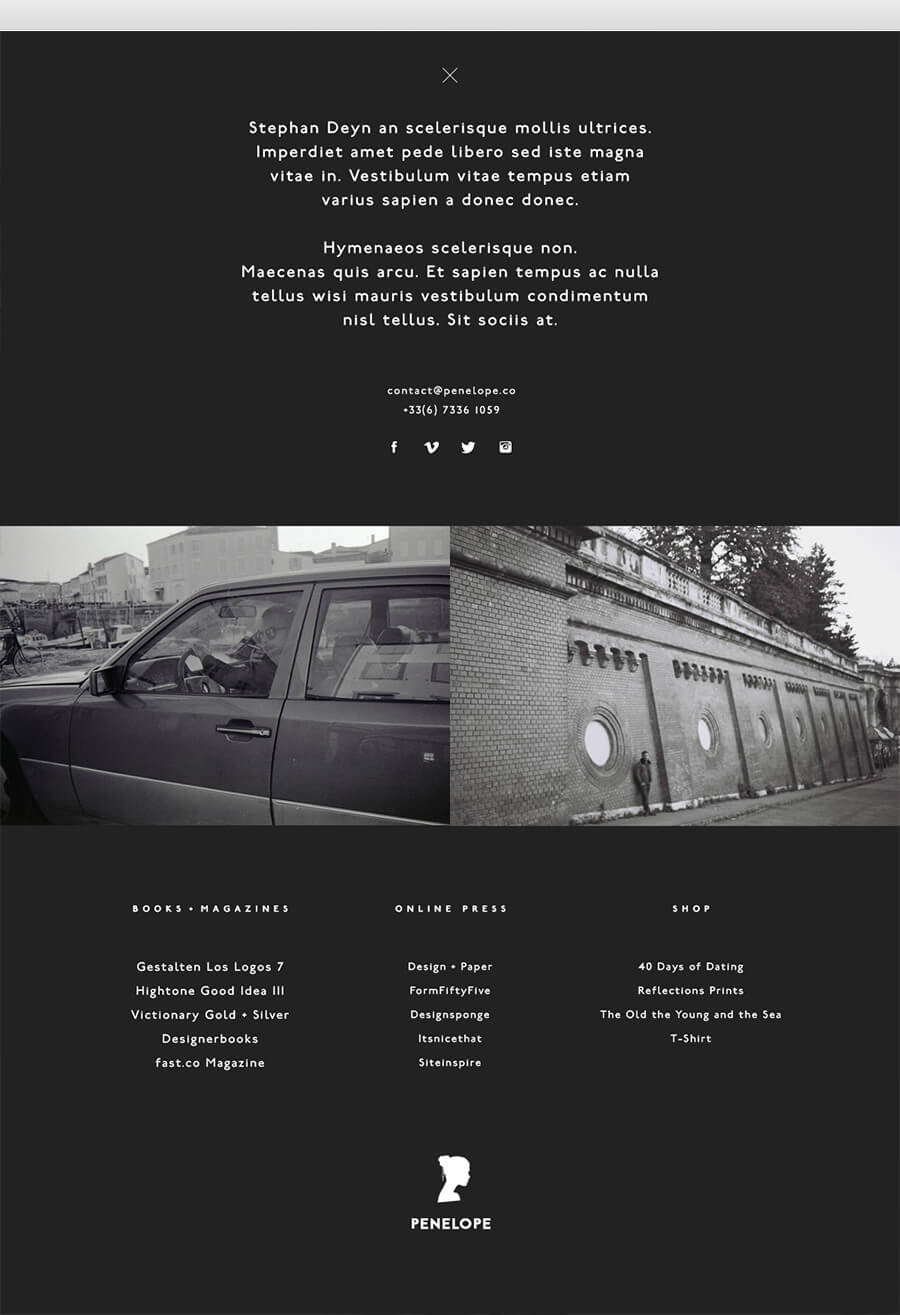 Stephan Deyn an scelerisque mollis ultrices.
Imperdiet amet pede libero sed iste magna
vitae in. Vestibulum vitae tempus etiam
varius sapien a donec donec.
Hymenaeos scelerisque non.
Maecenas quis arcu. Et sapien tempus ac nulla
tellus wisi mauris vestibulum condimentum
nisl tellus. Sit sociis at.
contact@penelope.co
+33(6) 7336 1059
BOOKS + MAGAZINES
Gestalten Los Logos 7
Hightone Good Idea III
Victionary Gold + Silver
Designerbooks
fast.co Magazine
ONLINE PRESS
Design + Paper
FormFiftyFive
Designsponge
Itsnicethat
Siteinspire
SHOP
40 Days of Dating
Reflections Prints
The Old the Young and the Sea
T-Shirt
PENELOPE